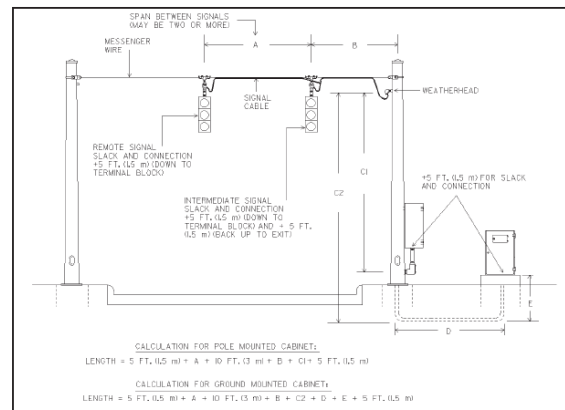 SPAN BETWEEN SIGNALS
(MAY BE TWO OR MORE)
MESSENGER
WIRE
A
B
SIGNAL
CABLE
WEATHERHEAD
REMOTE SIGNAL
SLACK AND CONNECTION
+5 FT. (1.5 m) (DOWN TO
TERMINAL BLOCK)
INTERMEDIATE SIGNAL
SLACK AND CONNECTION
+5 FT. (1.5 m) (DOWN TO
TERMINAL BLOCK) AND + 5 FT.
(1.5 m) (BACK UP TO EXIT)
C2
C1
+5 FT. (1.5 m) FOR SLACK
AND CONNECTION
D
E
CALCULATION FOR POLE MOUNTED CABINET:
LENGTH = 5 FT. (1.5 m) + A + 10 FT. (3 m) + B + C1 + 5 FT. (1.5 m)
CALCULATION FOR GROUND MOUNTED CABINET:
LENGTH = 5 FT. (1.5 m) + A + 10 FT. (3 m) + B + C2 + D + E + 5 FT. (1.5 m)